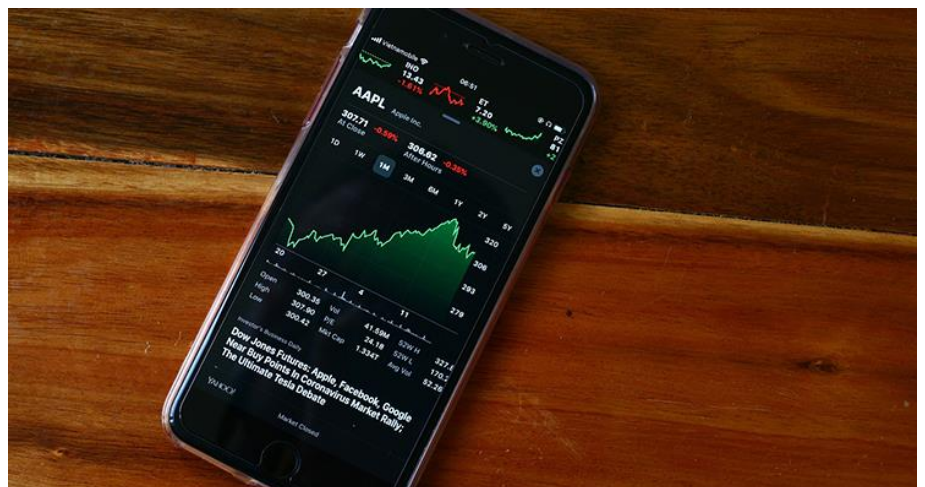 Vietnamobile
06:51
IHO
13.43
-1.61%
ET
7.20
+3.90%
PZ
81
+2
AAPL Apple Inc.
307.71 -0.59%
At Close
306.62 -0.35%
After Hours
1D 1W 1M 3M 6M 1Y 2Y 5Y
320
306
293
279
20 27 4 11
Open 300.35
High 307.90
Low 300.42
Vol 41.59M
P/E 24.18
Mkt Cap 1.334T
52W H 327.8
52W L 170.2
Avg Vol 52.26
Investor's Business Daily
Dow Jones Futures: Apple, Facebook, Google
Near Buy Points In Coronavirus Market Rally;
The Ultimate Tesla Debate
YAHOO!
Market Closed